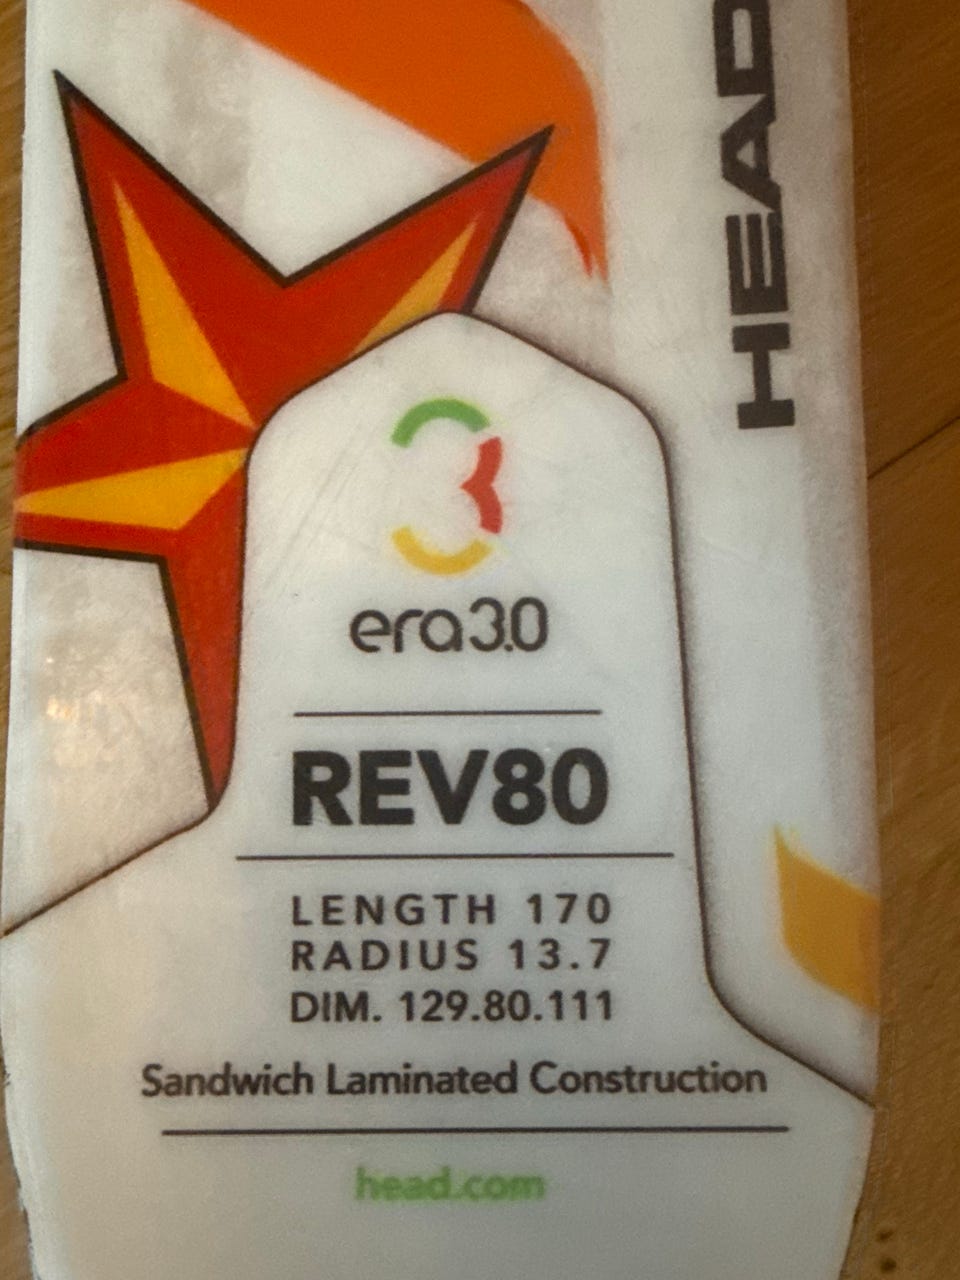 HEAD
era3.0
REV80
LENGTH 170
RADIUS 13.7
DIM. 129.80.111
Sandwich Laminated Construction
head.com